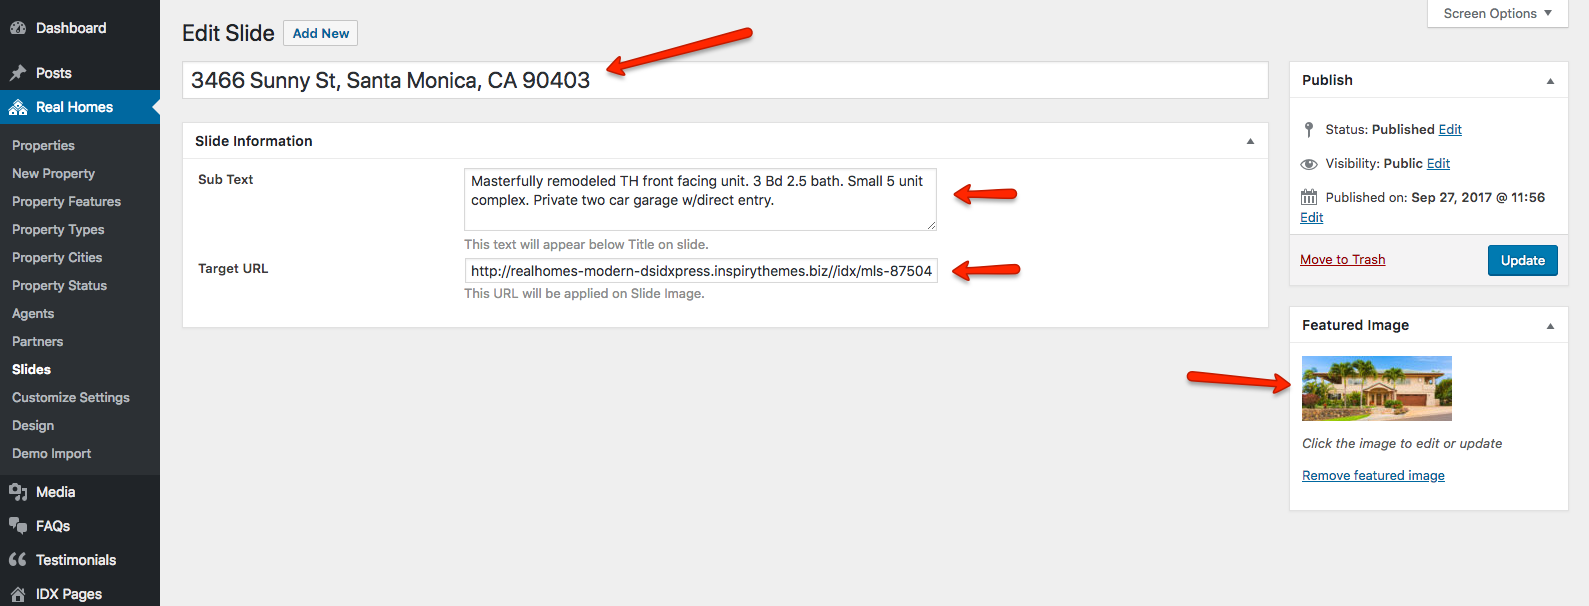 Dashboard
Posts
Real Homes
Properties
New Property
Property Features
Property Types
Property Cities
Property Status
Agents
Partners
Slides
Customize Settings
Design
Demo Import
Media
FAQs
Testimonials
IDX Pages
Screen Options
Edit Slide Add New
3466 Sunny St, Santa Monica, CA 90403
Slide Information
Sub Text
Masterfully remodeled TH front facing unit. 3 Bd 2.5 bath. Small 5 unit
complex. Private two car garage w/direct entry.
This text will appear below Title on slide.
Target URL
http://realhomes-modern-dsidxpress.inspirythemes.biz//idx/mls-87504
This URL will be applied on Slide Image.
Publish
Status: Published Edit
Visibility: Public Edit
Published on: Sep 27, 2017 @ 11:56
Edit
Move to Trash Update
Featured Image
Click the image to edit or update
Remove featured image